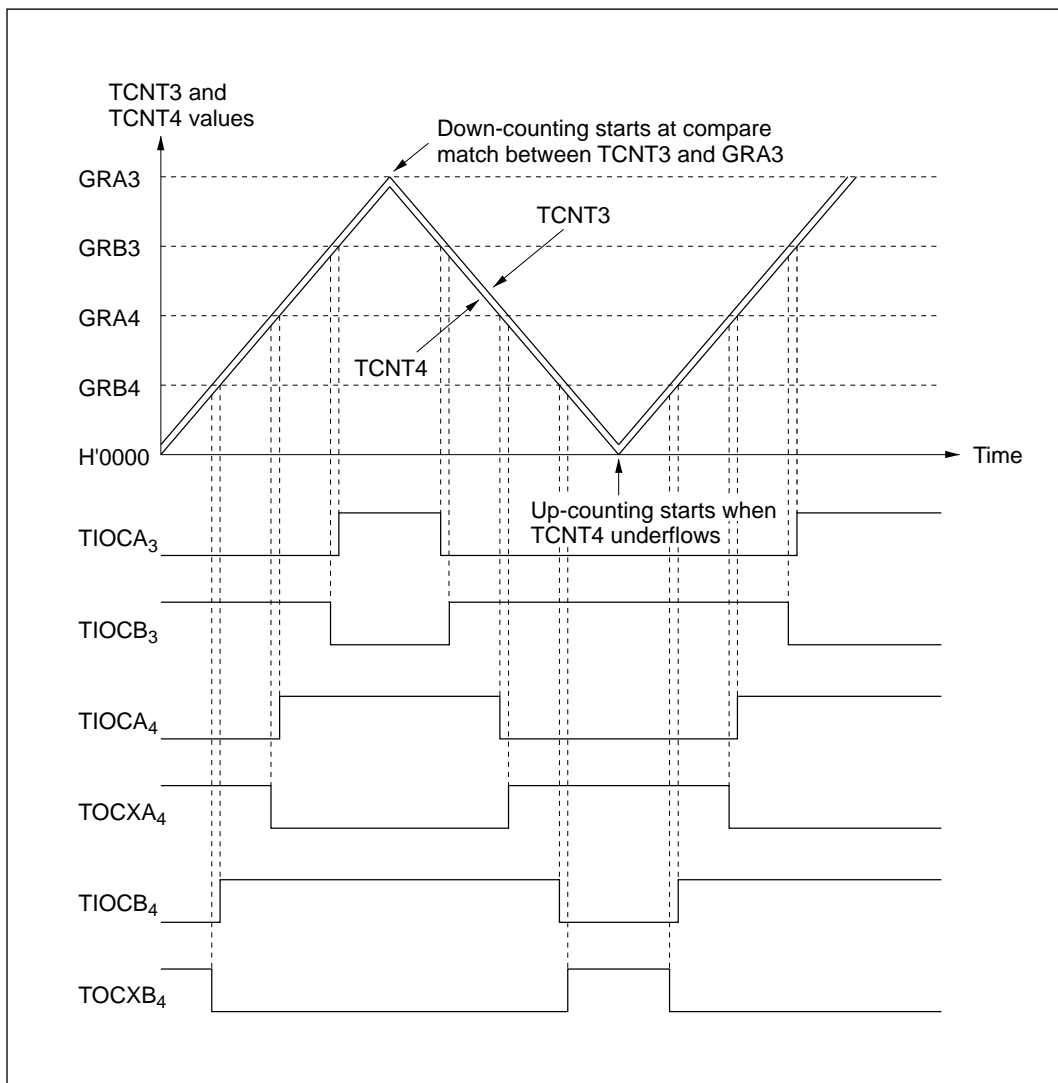 TCNT3 and
TCNT4 values
Down-counting starts at compare
match between TCNT3 and GRA3
GRA3
TCNT3
GRB3
GRA4
TCNT4
GRB4
H'0000
Time
Up-counting starts when
TCNT4 underflows
TIOCA3
TIOCB3
TIOCA4
TOCXA4
TIOCB4
TOCXB4